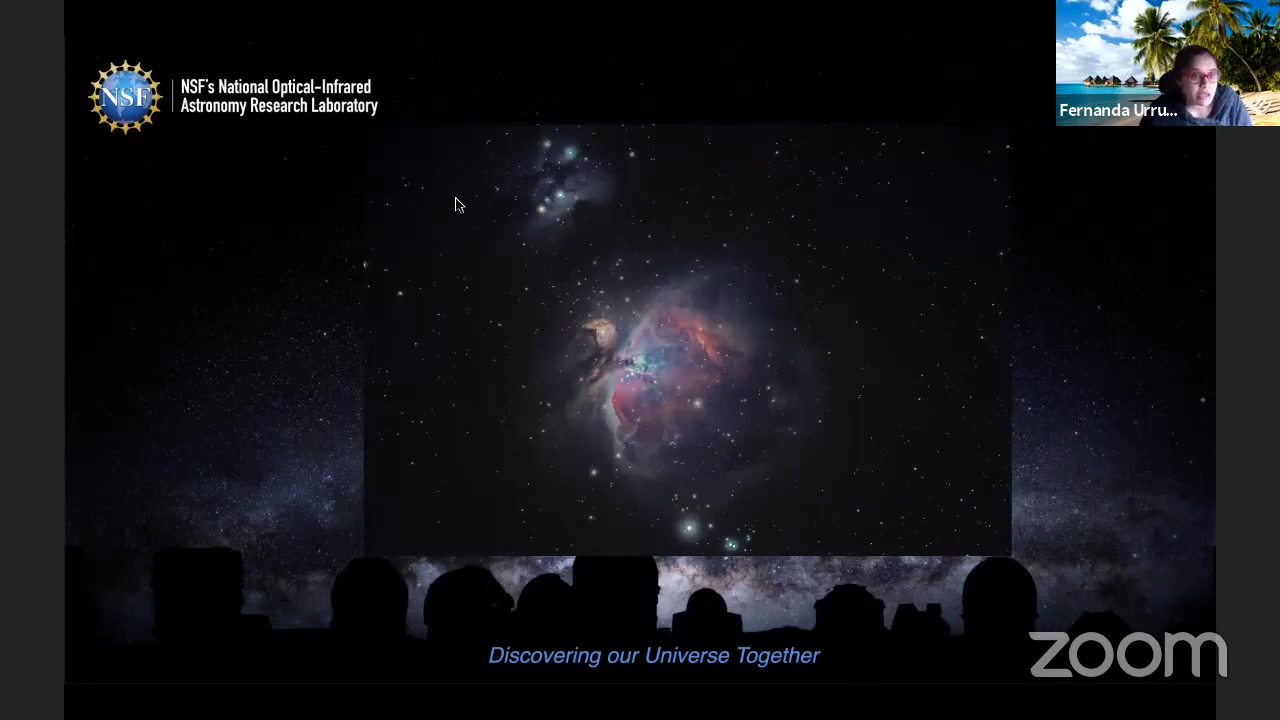 NSF
NSF's National Optical-Infrared
Astronomy Research Laboratory
Fernanda Urru...
Discovering our Universe Together
zoom